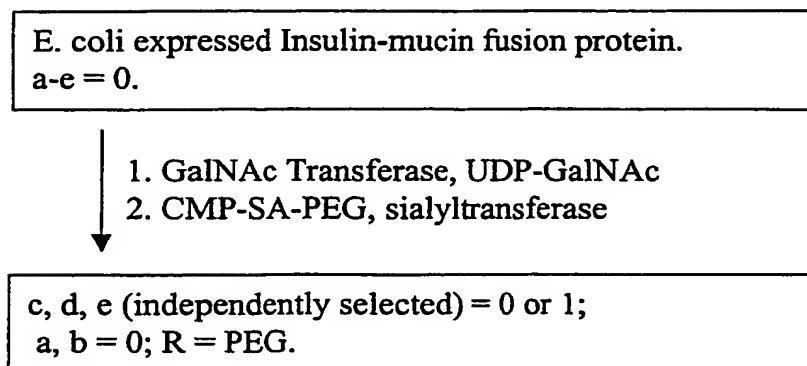 E. coli expressed Insulin-mucin fusion protein.
a-e = 0.
1. GalNAc Transferase, UDP-GalNAc
2. CMP-SA-PEG, sialyltransferase
c, d, e (independently selected) = 0 or 1;
a, b = 0; R = PEG.